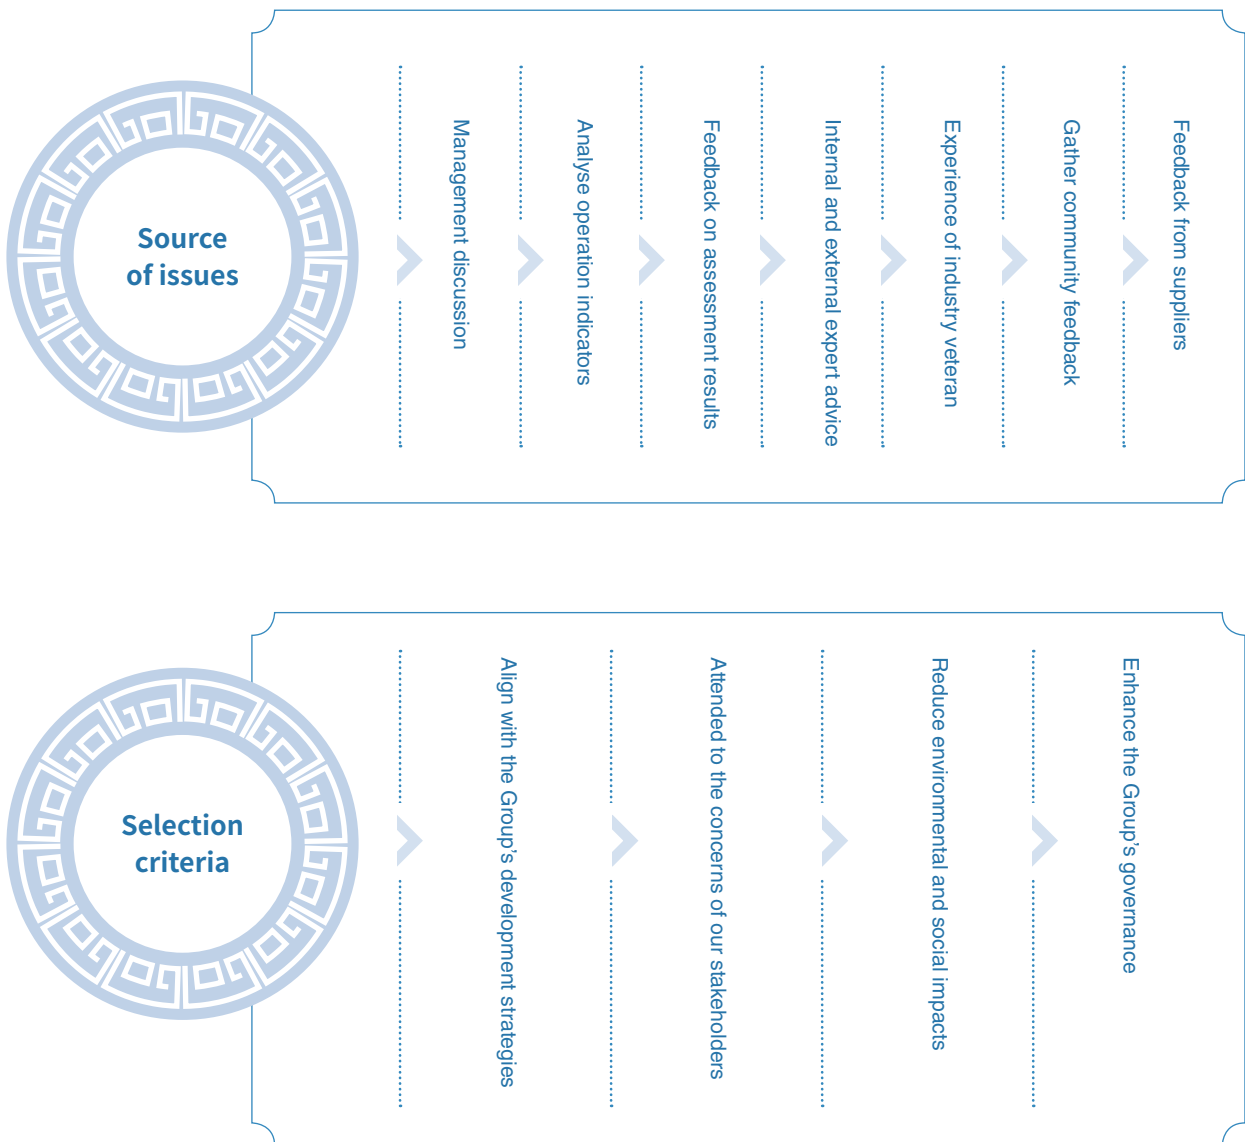 Source
of issues
Management discussion
Analyse operation indicators
Feedback on assessment results
Internal and external expert advice
Experience of industry veteran
Gather community feedback
Feedback from suppliers
Selection
criteria
Align with the Group’s development strategies
Attended to the concerns of our stakeholders
Reduce environmental and social impacts
Enhance the Group’s governance